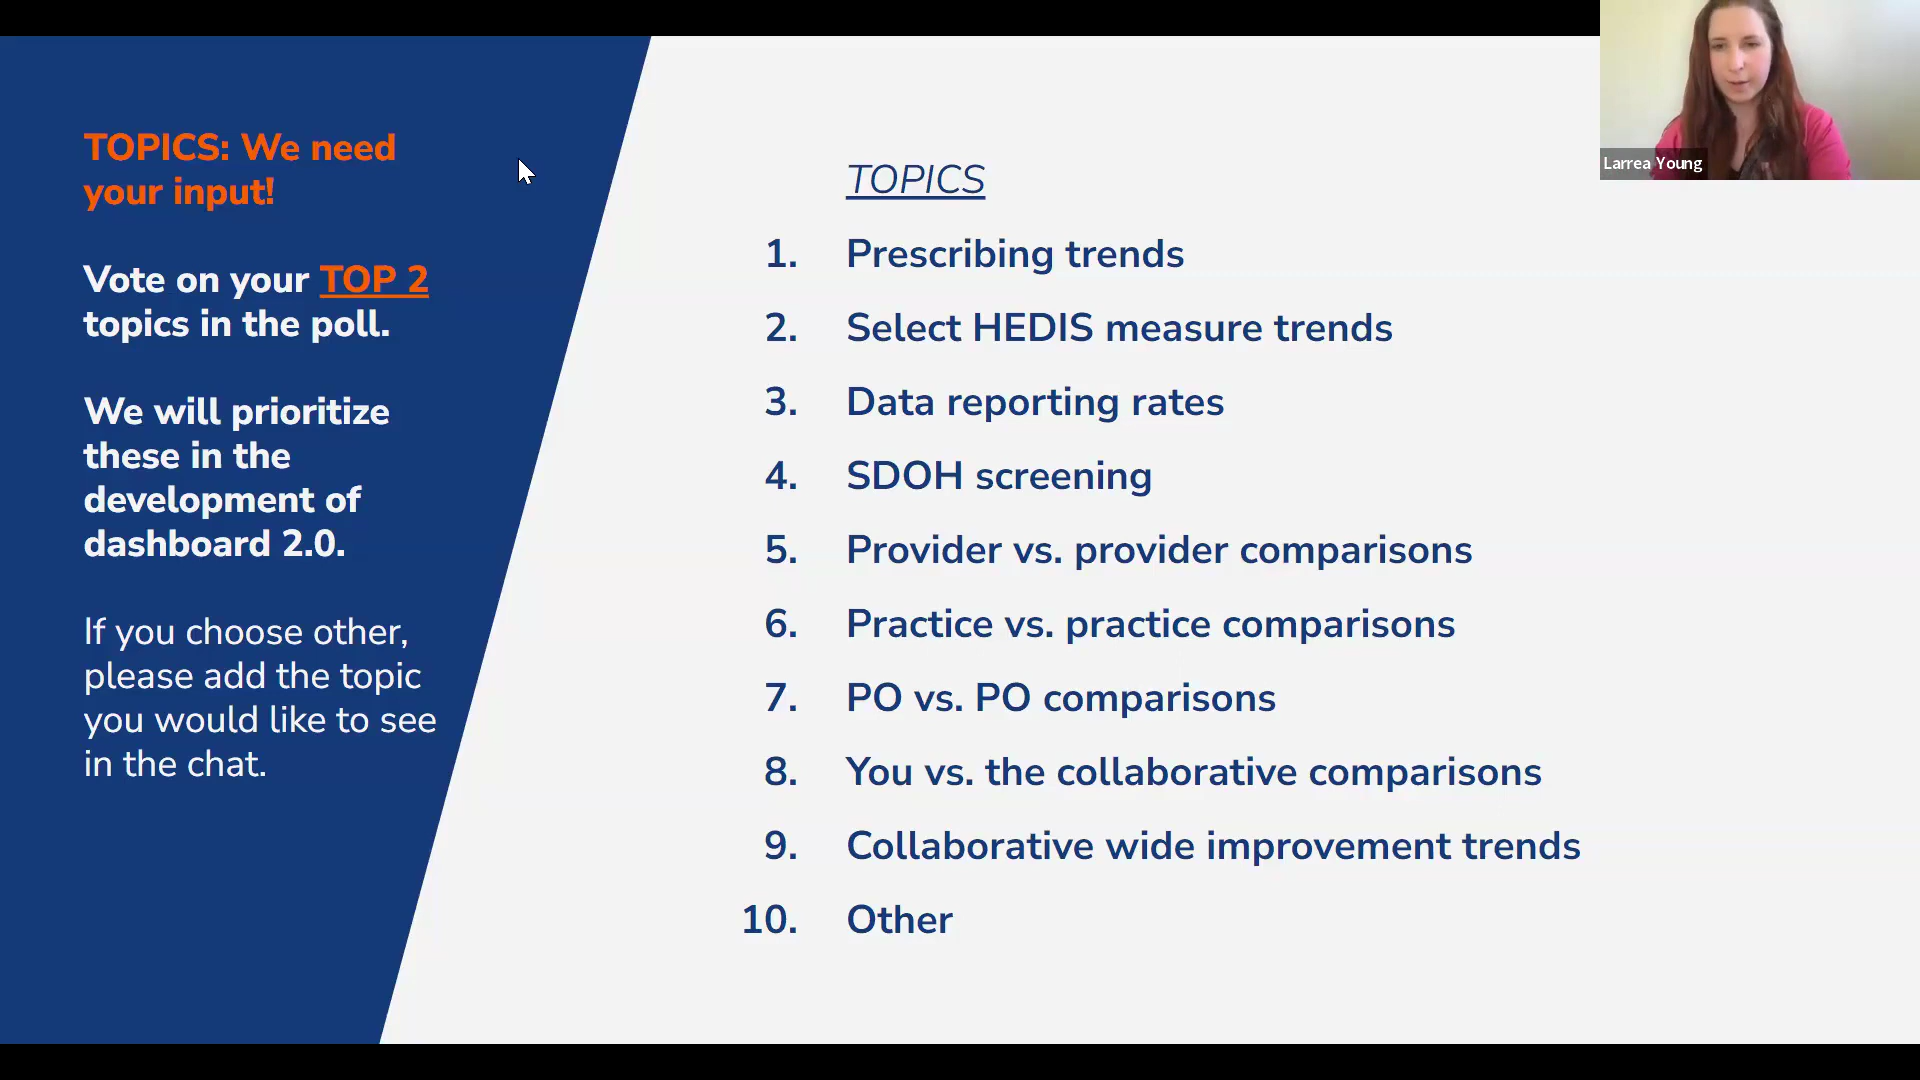 TOPICS: We need
your input!
Vote on your TOP 2
topics in the poll.
We will prioritize
these in the
development of
dashboard 2.0.
If you choose other,
please add the topic
you would like to see
in the chat.
TOPICS
1. Prescribing trends
2. Select HEDIS measure trends
3. Data reporting rates
4. SDOH screening
5. Provider vs. provider comparisons
6. Practice vs. practice comparisons
7. PO vs. PO comparisons
8. You vs. the collaborative comparisons
9. Collaborative wide improvement trends
10. Other
Larrea Young